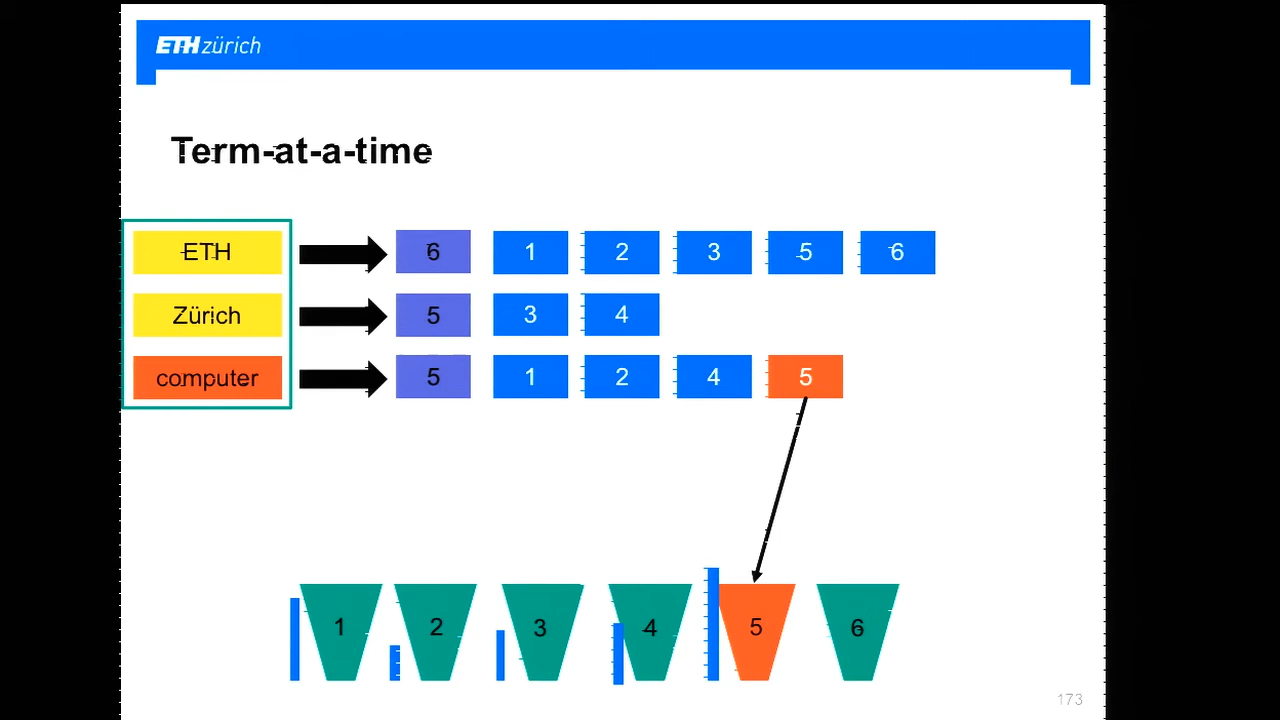 ETH zürich
Term-at-a-time
ETH 6 1 2 3 5 6
Zürich 5 3 4
computer 5 1 2 4 5
1 2 3 4 5 6
173